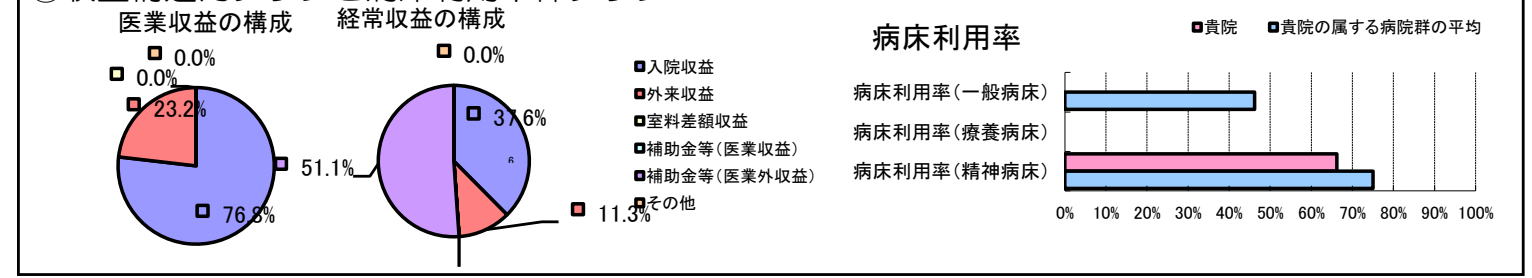 医業収益の構成
0.0%
0.0%
23.2%
76.8%
経常収益の構成
0.0%
37.6%
6
51.1%
11.3%
入院収益
外来収益
室料差額収益
補助金等(医業収益)
補助金等(医業外収益)
その他
病床利用率
貴院
貴院の属する病院群の平均
病床利用率(一般病床)
病床利用率(療養病床)
病床利用率(精神病床)
0% 10% 20% 30% 40% 50% 60% 70% 80% 90% 100%